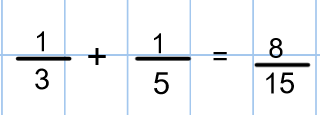 1/3 + 1/5 = 8/15